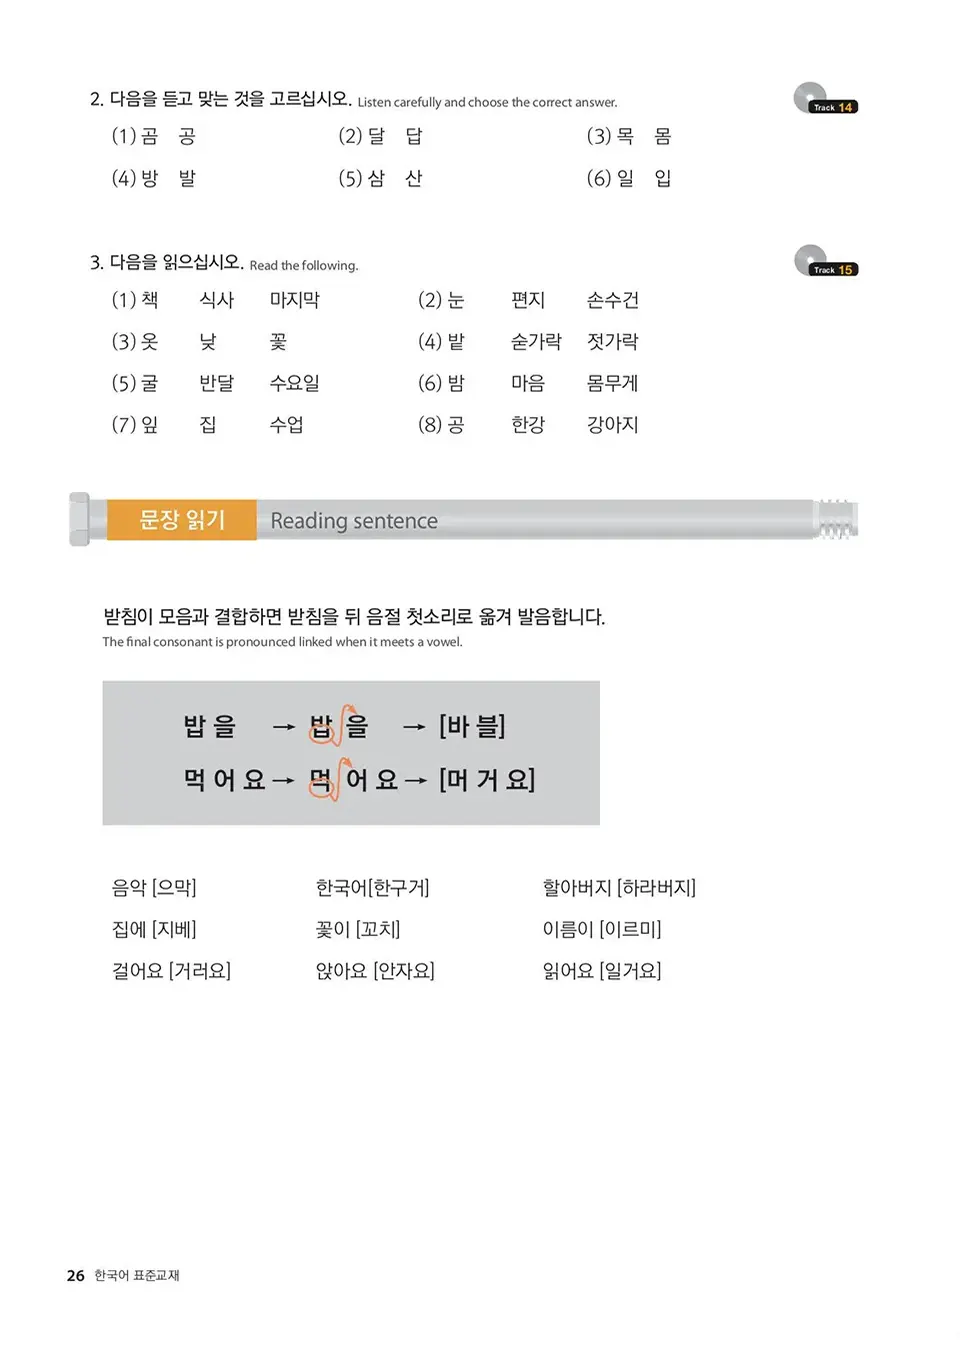 2. 다음을 듣고 맞는 것을 고르십시오. Listen carefully and choose the correct answer.
Track 14
(1) 곰 공 (2) 달 답 (3) 목 몸
(4) 방 발 (5) 삼 산 (6) 일 입
3. 다음을 읽으십시오. Read the following.
Track 15
(1) 책 식사 마지막 (2) 눈 편지 손수건
(3) 옷 낮 꽃 (4) 밭 숟가락 젓가락
(5) 굴 반달 수요일 (6) 밤 마음 몸무게
(7) 잎 집 수업 (8) 공 한강 강아지
문장 읽기 Reading sentence
받침이 모음과 결합하면 받침을 뒤 음절 첫소리로 옮겨 발음합니다.
The final consonant is pronounced linked when it meets a vowel.
밥 을 → 밥 을 → [바 블]
먹 어 요 → 먹 어 요 → [머 거 요]
음악 [으막] 한국어[한구거] 할아버지 [하라버지]
집에 [지베] 꽃이 [꼬치] 이름이 [이르미]
걸어요 [거러요] 앉아요 [안자요] 읽어요 [일거요]
26 한국어 표준교재